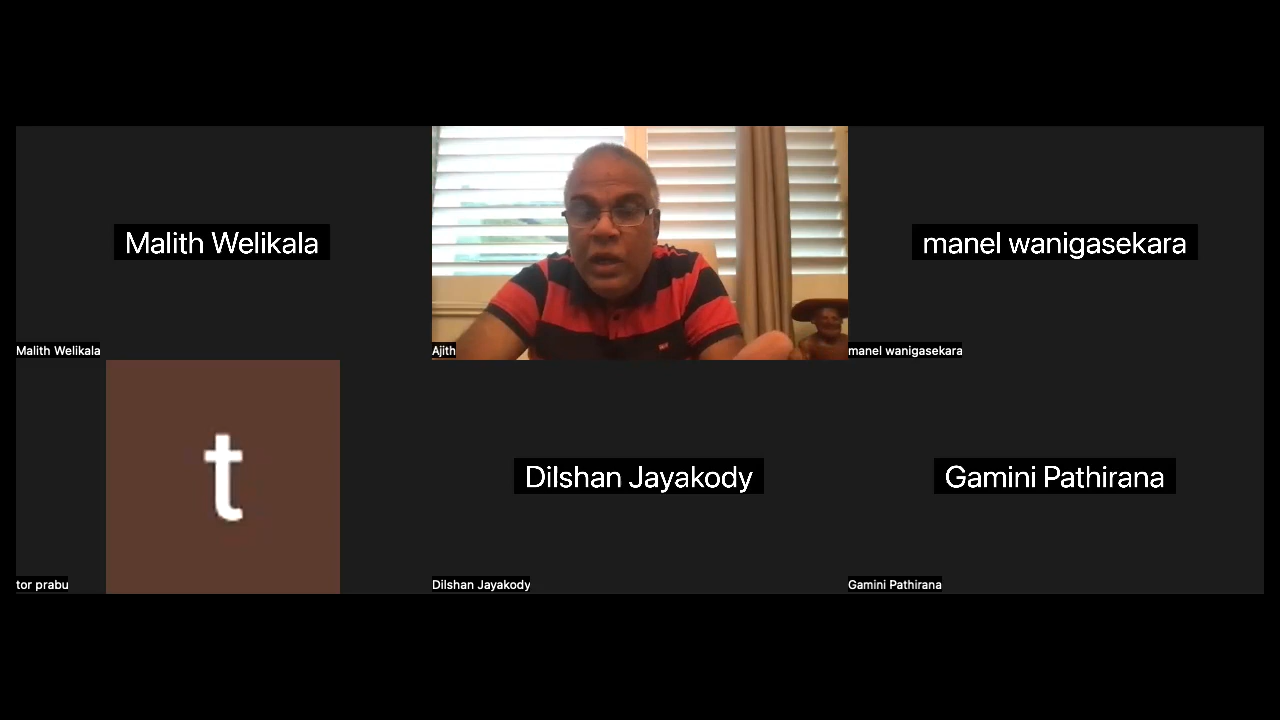 Malith Welikala
manel wanigasekara
Malith Welikala
Ajith
manel wanigasekara
t
Dilshan Jayakody
Gamini Pathirana
tor prabu
Dilshan Jayakody
Gamini Pathirana